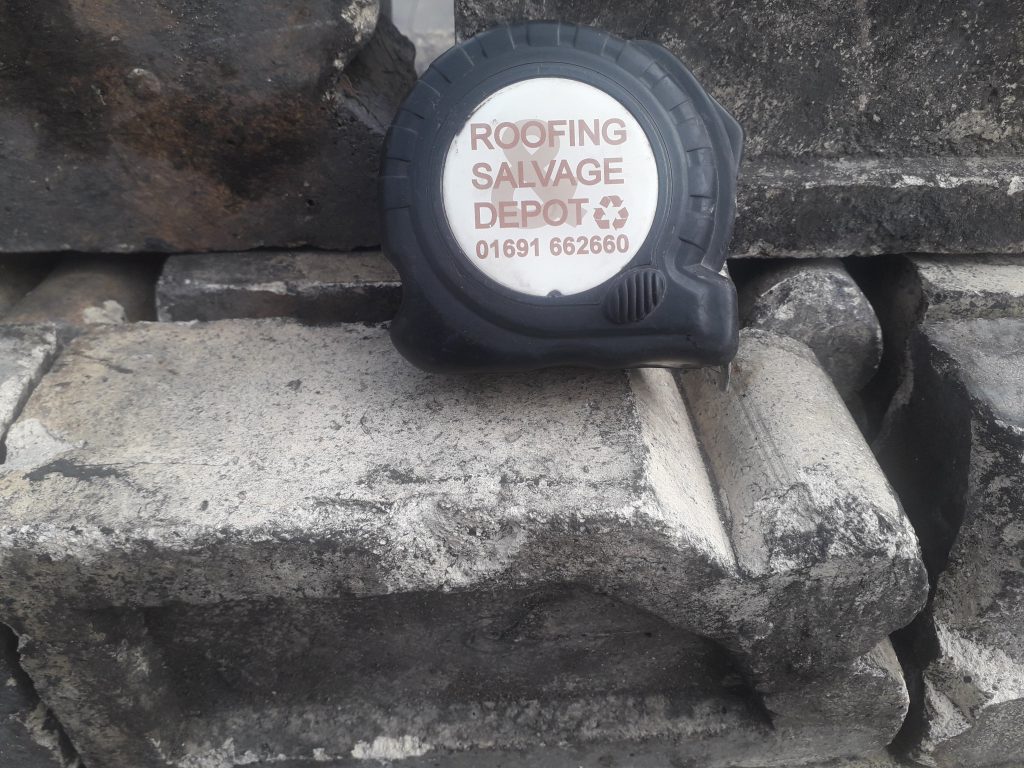 ROOFING
SALVAGE
DEPOT
01691 662660